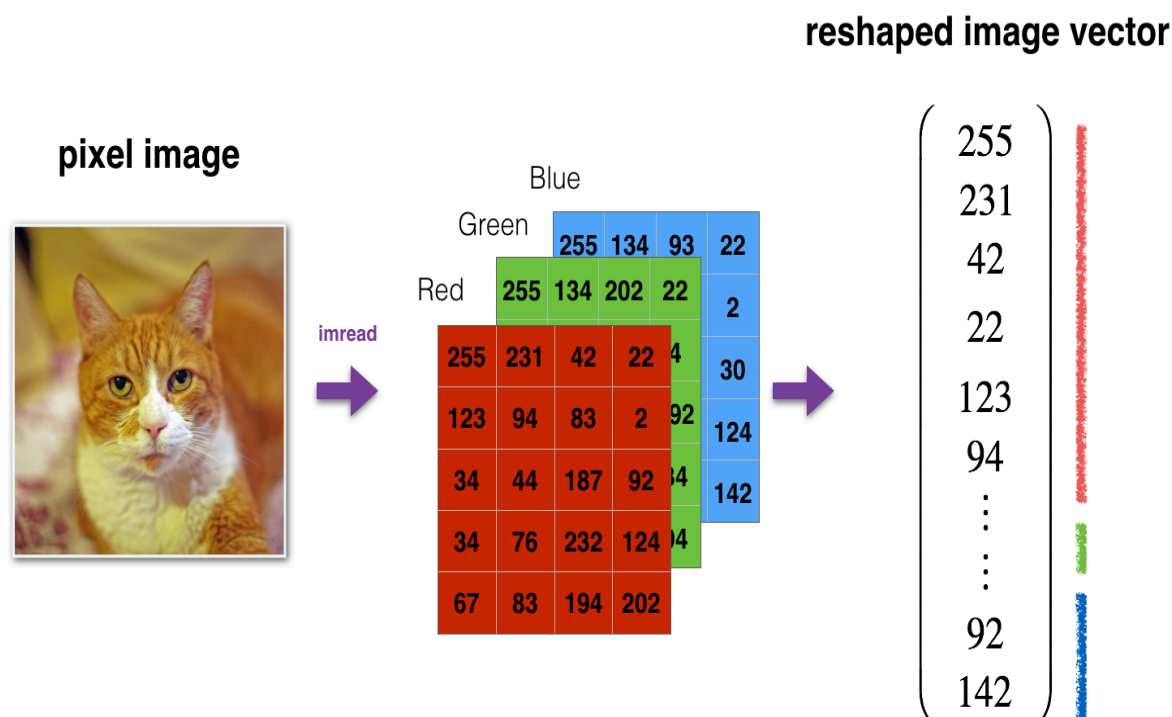 reshaped image vector
pixel image
Blue
Green
Red
imread
255 134 93 22
2
30
124
142
255 134 202 22
255 231 42 22
123 94 83 2
34 44 187 92
34 76 232 124
67 83 194 202
255
231
42
22
123
94
⋮
⋮
92
142